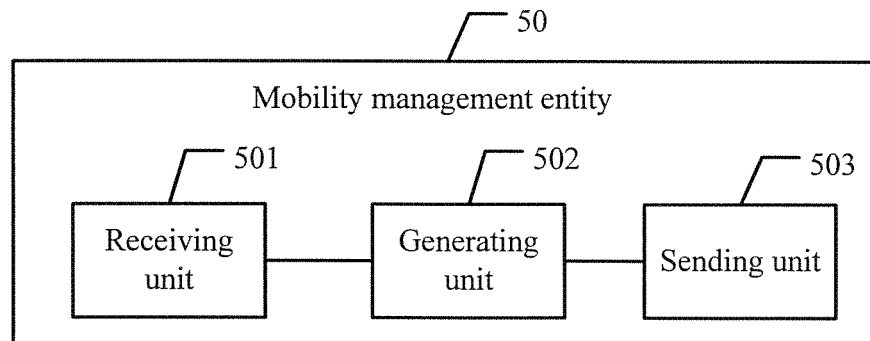 50
Mobility management entity
501
502
503
Receiving
unit
Generating
unit
Sending unit